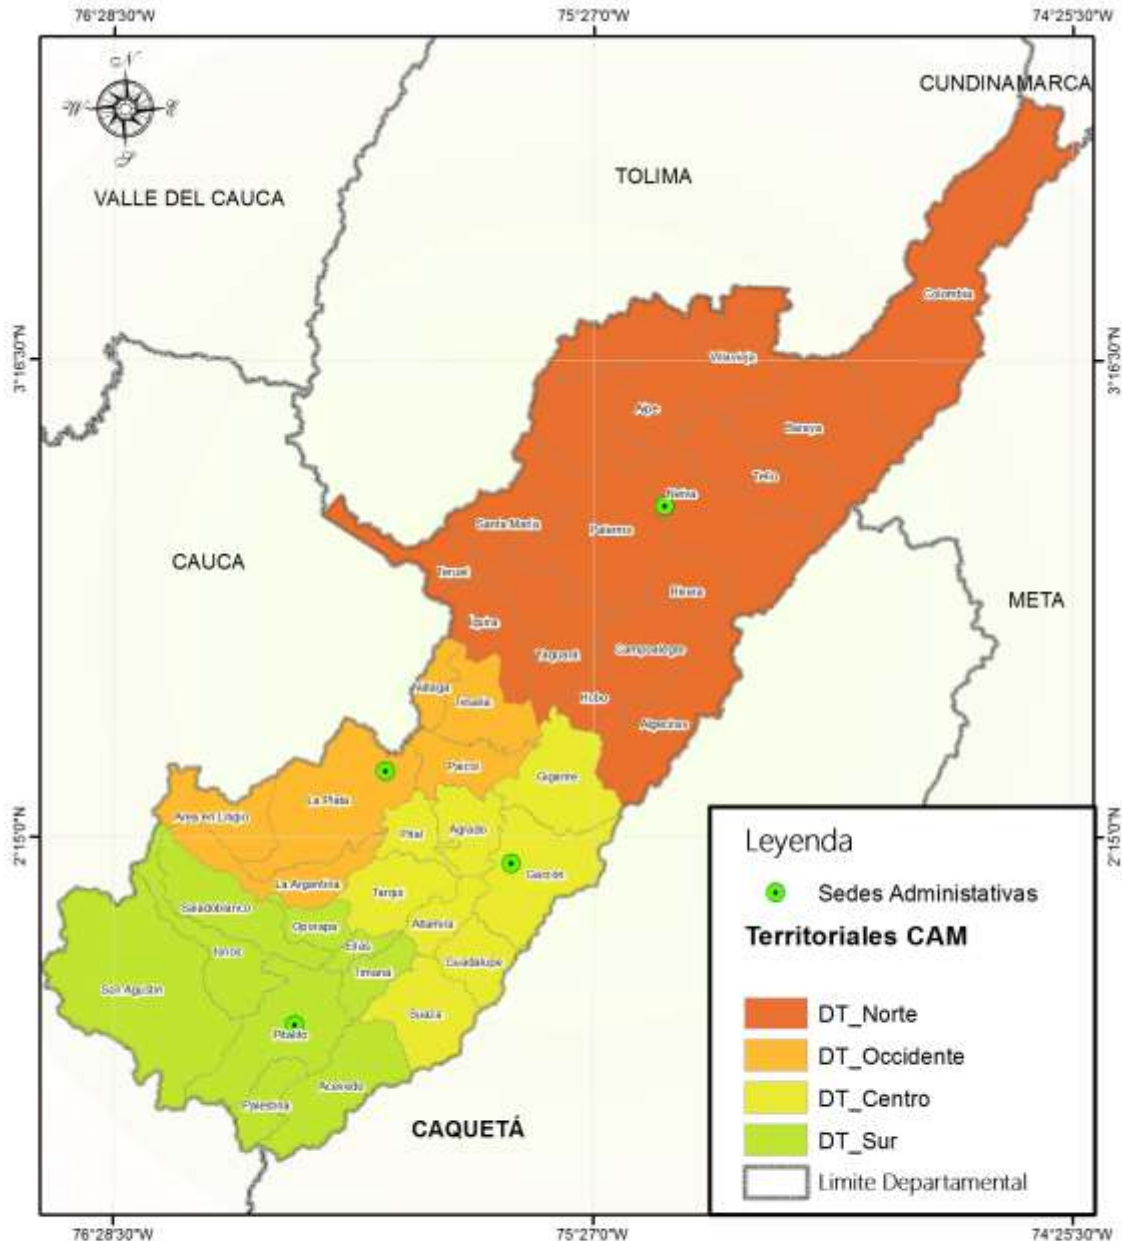 76°28'30"W
75°27'0"W
74°25'30"W
N
W
E
S
CUNDINAMARCA
TOLIMA
VALLE DEL CAUCA
Colombia
3°16'30"N
3°16'30"N
Villavieja
Aipe
Baraya
Tello
Neiva
Santa María
Palermo
CAUCA
Teruel
META
Rivera
Íquira
Yaguará
Campoalegre
Nátaga
Tesalia
Hobo
Algeciras
Paicol
Gigante
La Plata
Area en Litigio
2°15'0"N
2°15'0"N
Pital
Agrado
Garzón
La Argentina
Tarqui
Saladoblanco
Oporapa
Altamira
Elías
Isnos
Timaná
Guadalupe
San Agustín
Suaza
Pitalito
Acevedo
Palestina
CAQUETÁ
Leyenda
Sedes Administativas
Territoriales CAM
DT_Norte
DT_Occidente
DT_Centro
DT_Sur
Limite Departamental
76°28'30"W
75°27'0"W
74°25'30"W